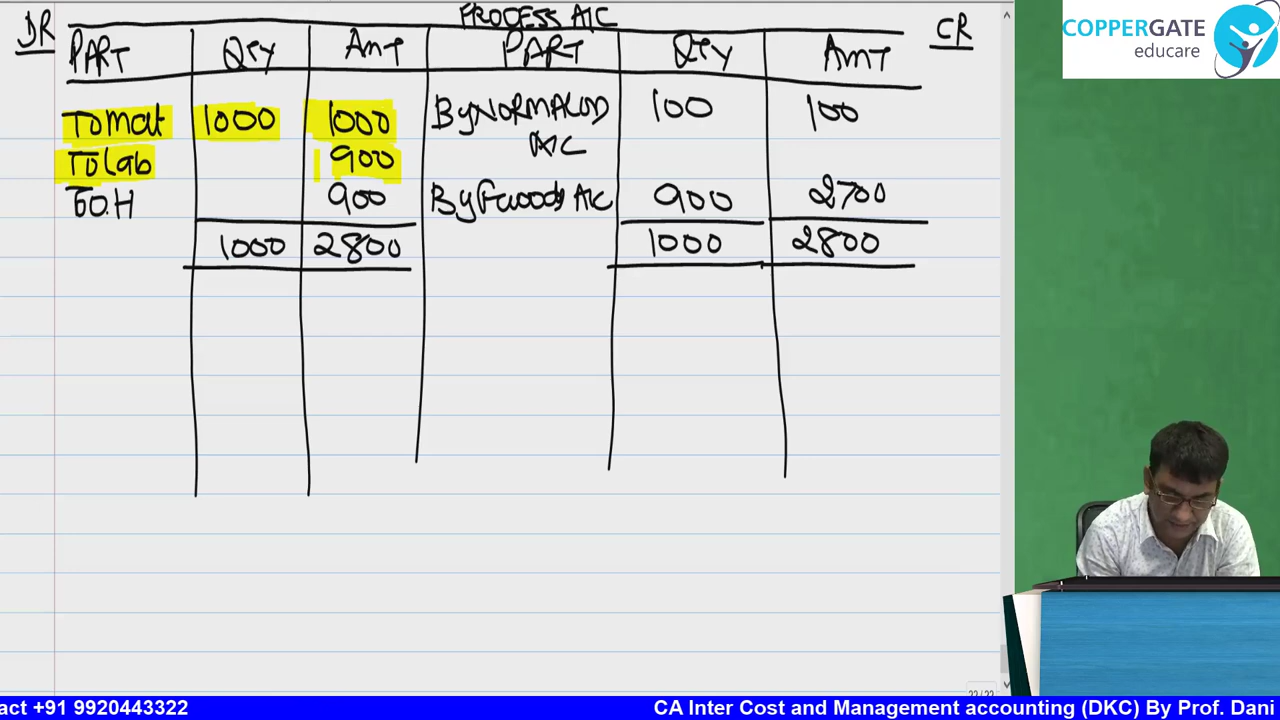 PROCESS A/C
DR CR
PART QTY AMT PART QTY AMT
To mat 1000 1000 By NORMAL LOD A/C 100 100
To Lab 900
To O.H 900 By F.Goods A/C 900 2700
1000 2800 1000 2800
COPPERGATE
educare
act +91 9920443322 CA Inter Cost and Management accounting (DKC) By Prof. Dani